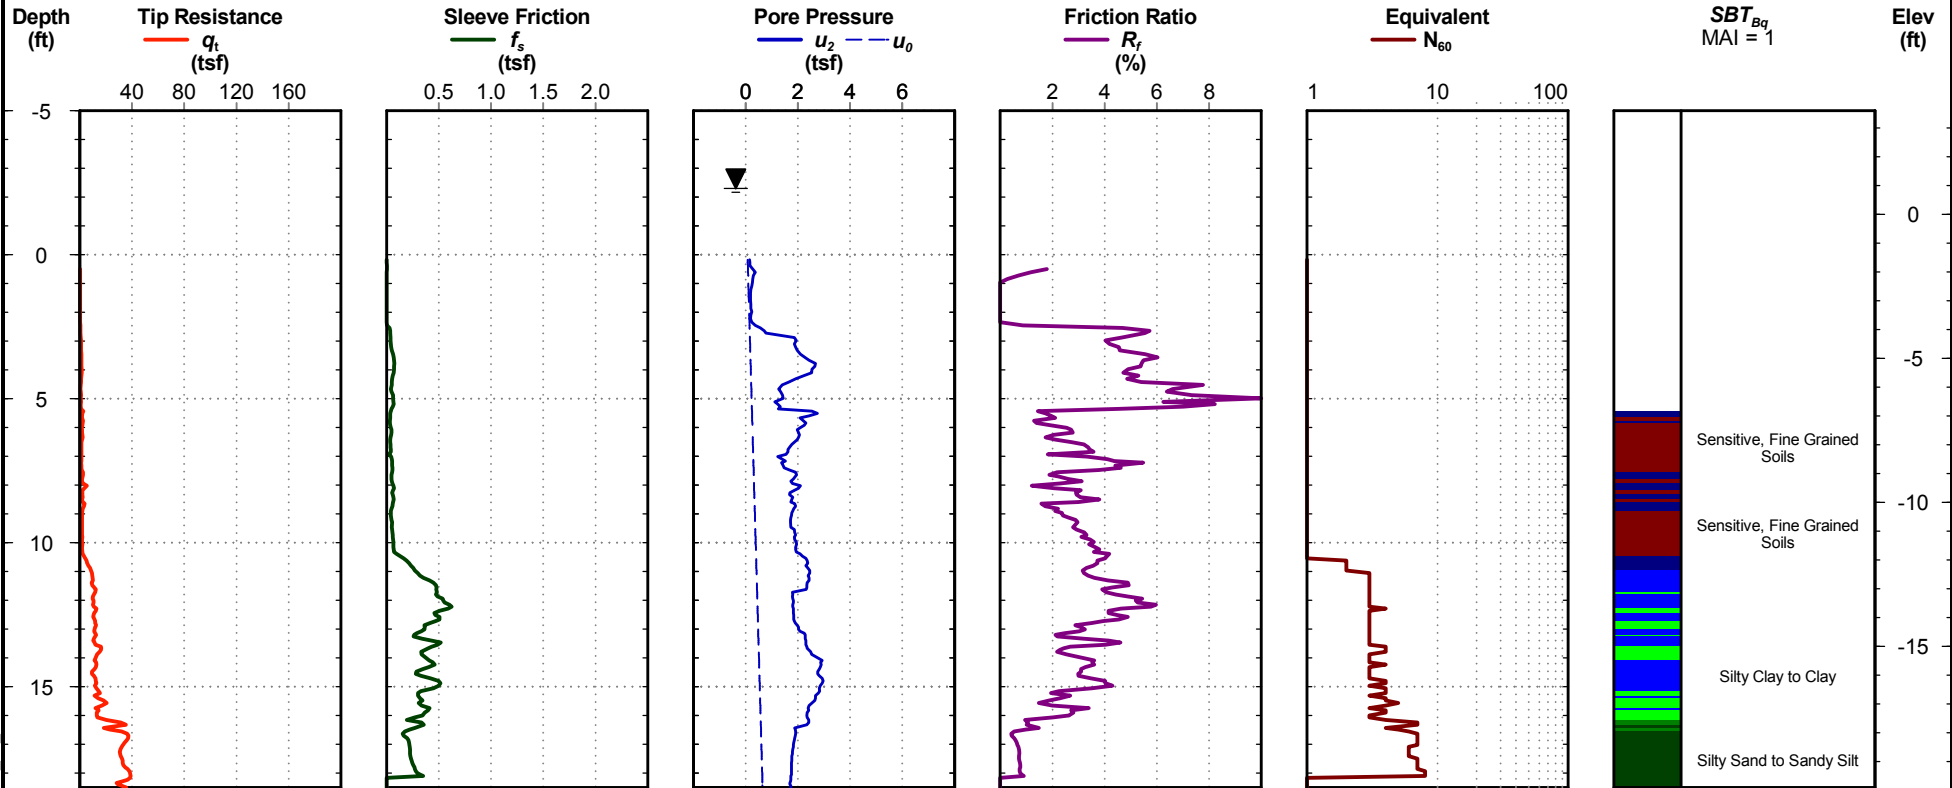 Depth
(ft)
Tip Resistance
qt
(tsf)
Sleeve Friction
fs
(tsf)
Pore Pressure
u2 u0
(tsf)
Friction Ratio
Rf
(%)
Equivalent
N60
SBTBq
MAI = 1
Elev
(ft)
40 80 120 160
0.5 1.0 1.5 2.0
0 2 4 6
2 4 6 8
1 10 100
-5
0
5
10
15
0
-5
-10
-15
Sensitive, Fine Grained
Soils
Sensitive, Fine Grained
Soils
Silty Clay to Clay
Silty Sand to Sandy Silt